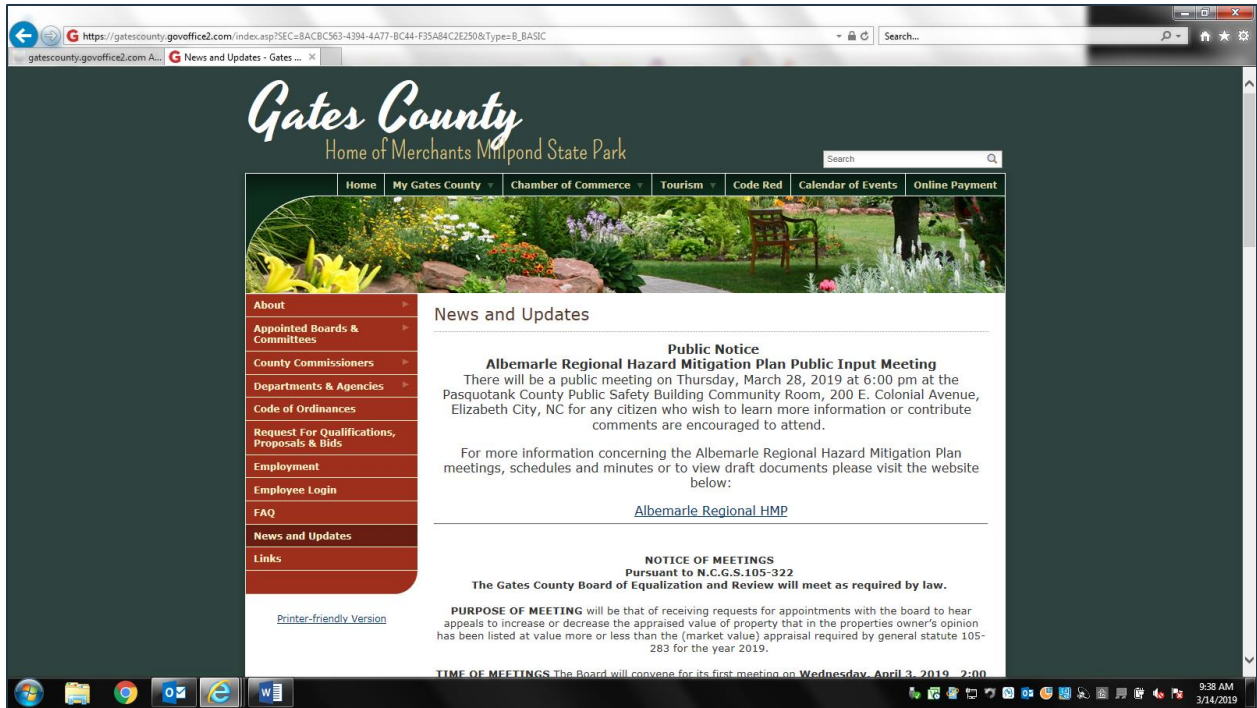 https://gatescounty.govoffice2.com/index.asp?SEC=8ACBC563-4394-4A77-BC44-F35A84C2E250&Type=B_BASIC
Search...
gatescounty.govoffice2.com A...
News and Updates - Gates ...
Gates County
Home of Merchants Millpond State Park
Search
Home
My Gates County
Chamber of Commerce
Tourism
Code Red
Calendar of Events
Online Payment
About
Appointed Boards &
Committees
County Commissioners
Departments & Agencies
Code of Ordinances
Request For Qualifications,
Proposals & Bids
Employment
Employee Login
FAQ
News and Updates
Links
Printer-friendly Version
News and Updates
Public Notice
Albemarle Regional Hazard Mitigation Plan Public Input Meeting
There will be a public meeting on Thursday, March 28, 2019 at 6:00 pm at the
Pasquotank County Public Safety Building Community Room, 200 E. Colonial Avenue,
Elizabeth City, NC for any citizen who wish to learn more information or contribute
comments are encouraged to attend.
For more information concerning the Albemarle Regional Hazard Mitigation Plan
meetings, schedules and minutes or to view draft documents please visit the website
below:
Albemarle Regional HMP
NOTICE OF MEETINGS
Pursuant to N.C.G.S.105-322
The Gates County Board of Equalization and Review will meet as required by law.
PURPOSE OF MEETING will be that of receiving requests for appointments with the board to hear
appeals to increase or decrease the appraised value of property that in the properties owner's opinion
has been listed at value more or less than the (market value) appraisal required by general statute 105-
283 for the year 2019.
TIME OF MEETINGS The Board will convene for its first meeting on Wednesday, April 3, 2019 2:00
9:38 AM
3/14/2019